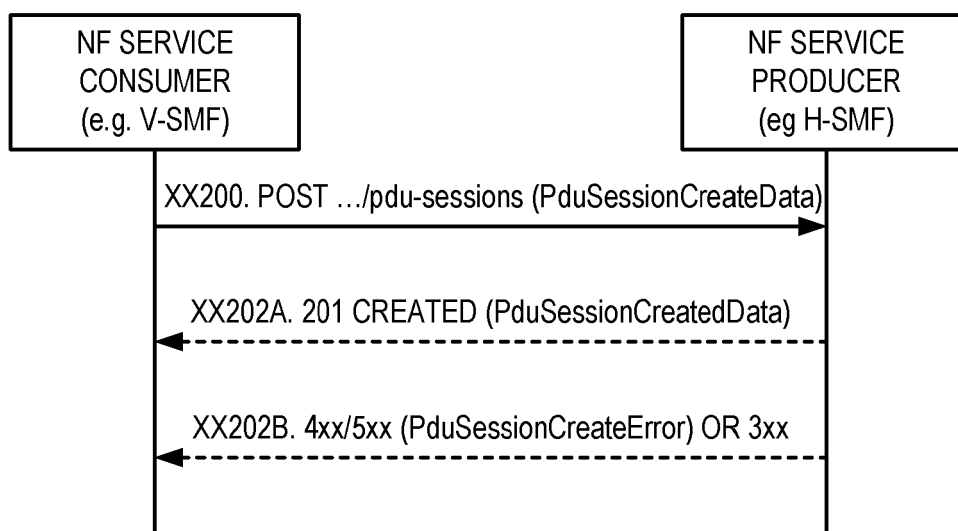 NF SERVICE
CONSUMER
(e.g. V-SMF)
NF SERVICE
PRODUCER
(eg H-SMF)
XX200. POST .../pdu-sessions (PduSessionCreateData)
XX202A. 201 CREATED (PduSessionCreatedData)
XX202B. 4xx/5xx (PduSessionCreateError) OR 3xx